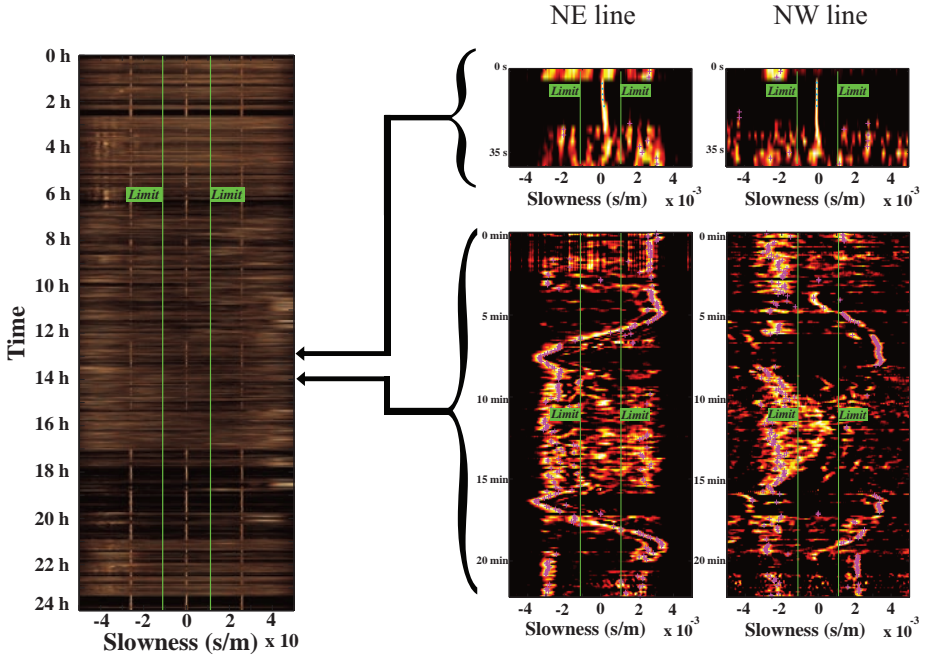 NE line
NW line
0 h
2 h
4 h
6 h
8 h
10 h
12 h
14 h
16 h
18 h
20 h
22 h
24 h
Time
Limit
Limit
-4 -2 0 2 4 x 10
Slowness (s/m)
0 s
35 s
Limit
Limit
-4 -2 0 2 4
Slowness (s/m) x 10-3
Limit
Limit
-4 -2 0 2 4
Slowness (s/m) x 10-3
0 min
5 min
10 min
15 min
20 min
Limit
Limit
-4 -2 0 2 4
Slowness (s/m) x 10-3
0 min
5 min
10 min
15 min
20 min
Limit
Limit
-4 -2 0 2 4
Slowness (s/m) x 10-3